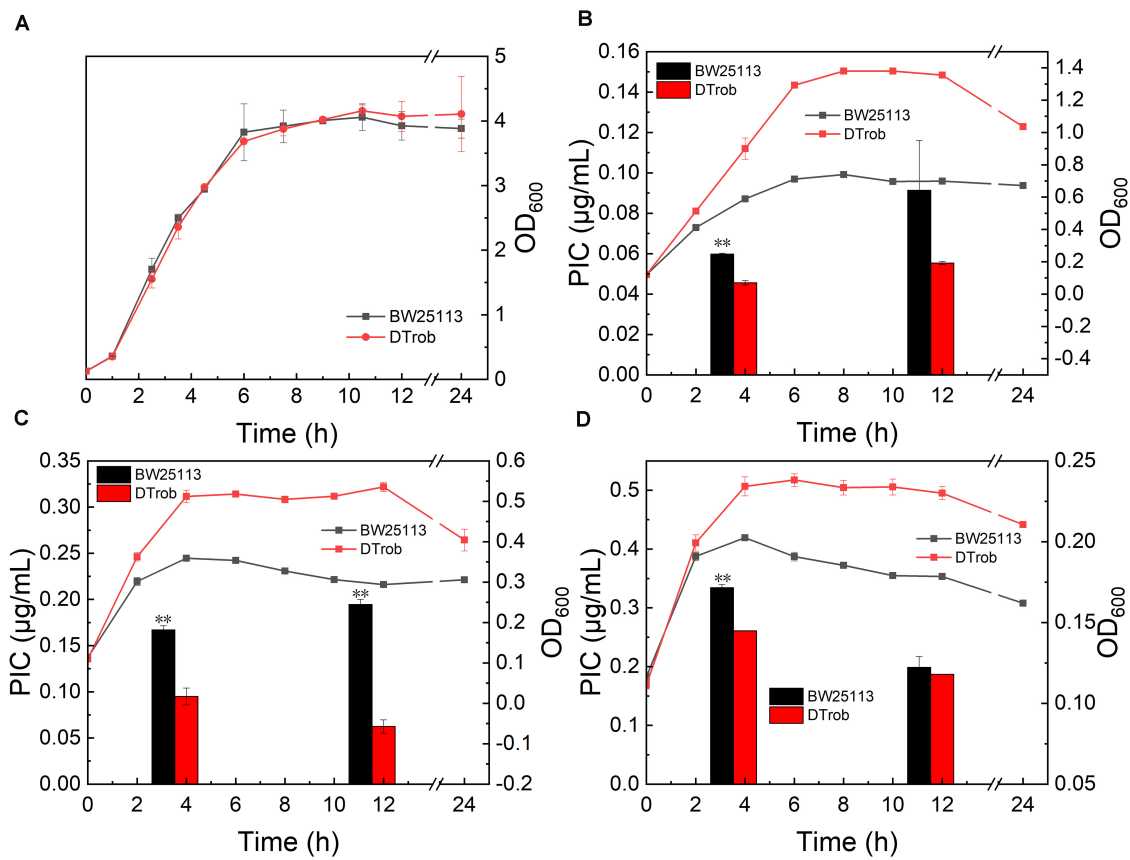 A
5
4
3
2
1
0
OD600
BW25113
DTrob
0 2 4 6 8 10 12 24
Time (h)
B
0.16
0.14
0.12
0.10
0.08
0.06
0.04
0.02
0.00
PIC (µg/mL)
BW25113
DTrob
BW25113
DTrob
**
1.4
1.2
1.0
0.8
0.6
0.4
0.2
0.0
-0.2
-0.4
OD600
0 2 4 6 8 10 12 24
Time (h)
C
0.35
0.30
0.25
0.20
0.15
0.10
0.05
0.00
PIC (µg/mL)
BW25113
DTrob
BW25113
DTrob
**
**
0.6
0.5
0.4
0.3
0.2
0.1
0.0
-0.1
-0.2
OD600
0 2 4 6 8 10 12 24
Time (h)
D
0.5
0.4
0.3
0.2
0.1
0.0
PIC (µg/mL)
BW25113
DTrob
**
BW25113
DTrob
0.25
0.20
0.15
0.10
0.05
OD600
0 2 4 6 8 10 12 24
Time (h)